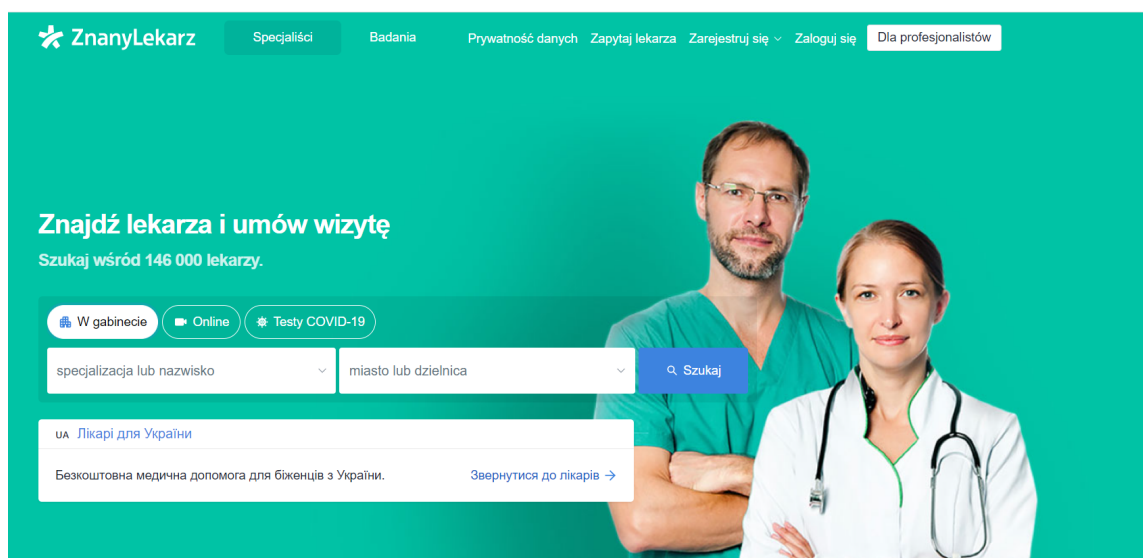 ZnanyLekarz Specjaliści Badania Prywatność danych Zapytaj lekarza Zarejestruj się Zaloguj się Dla profesjonalistów
Znajdź lekarza i umów wizytę
Szukaj wśród 146 000 lekarzy.
W gabinecie Online Testy COVID-19
specjalizacja lub nazwisko miasto lub dzielnica Szukaj
UA Лікарі для України
Безкоштовна медична допомога для біженців з України. Звернутися до лікарів →